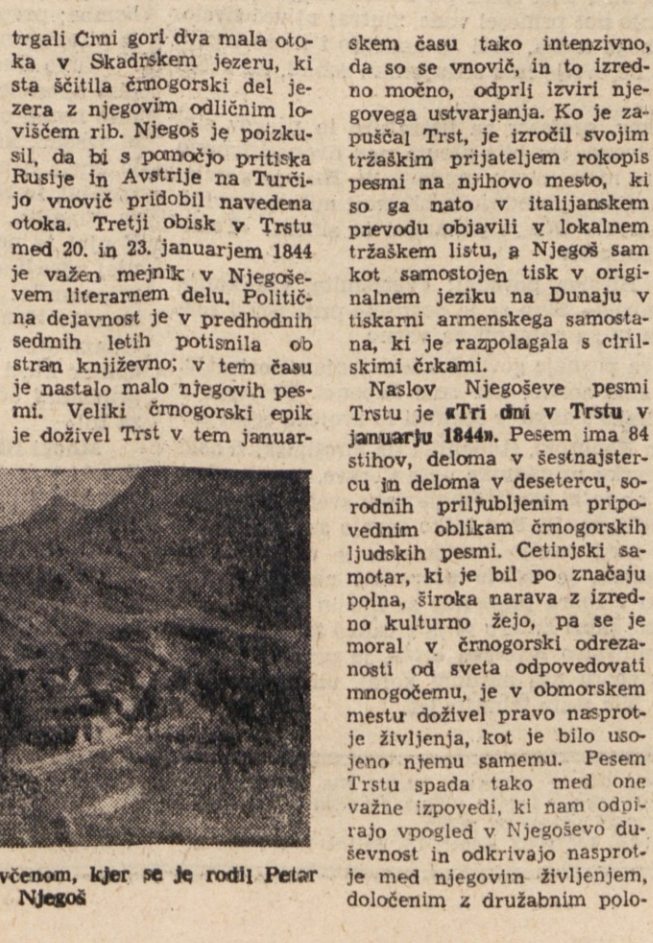 trgali Črni gori dva mala oto-
ka v Skadrskem jezeru, ki
sta ščitila črnogorski del je-
zera z njegovim odličnim lo-
viščem rib. Njegoš je poizku-
sil, da bi s pomočjo pritiska
Rusije in Avstrije na Turči-
jo vnovič pridobil navedena
otoka. Tretji obisk v Trstu
med 20. in 23. januarjem 1844
je važen mejnik v Njegoše-
vem literarnem delu. Politič-
na dejavnost je v predhodnih
sedmih letih potisnila ob
stran književno; v tem času
je nastalo malo njegovih pes-
mi. Veliki črnogorski epik
je doživel Trst v tem januar-
včenom, kjer se je rodil Petar
Njegoš
skem času tako intenzivno,
da so se vnovič, in to izred-
no močno, odprli izviri nje-
govega ustvarjanja. Ko je za-
puščal Trst, je izročil svojim
tržaškim prijateljem rokopis
pesmi na njihovo mesto, ki
so ga nato v italijanskem
prevodu objavili v lokalnem
tržaškem listu, a Njegoš sam
kot samostojen tisk v origi-
nalnem jeziku na Dunaju v
tiskarni armenskega samosta-
na, ki je razpolagala s ciril-
skimi črkami.
Naslov Njegoševe pesmi
Trstu je «Tri dni v Trstu v
januarju 1844». Pesem ima 84
stihov, deloma v šestnajster-
cu in deloma v desetercu, so-
rodnih priljubljenim pripo-
vednim oblikam črnogorskih
ljudskih pesmi. Cetinjski sa-
motar, ki je bil po značaju
polna, široka narava z izred-
no kulturno žejo, pa se je
moral v črnogorski odreza-
nosti od sveta odpovedovati
mnogočemu, je v obmorskem
mestu doživel pravo nasprot-
je življenja, kot je bilo uso-
jeno njemu samemu. Pesem
Trstu spada tako med one
važne izpovedi, ki nam odpi-
rajo vpogled v Njegoševo du-
ševnost in odkrivajo nasprot-
je med njegovim življenjem,
določenim z družabnim polo-